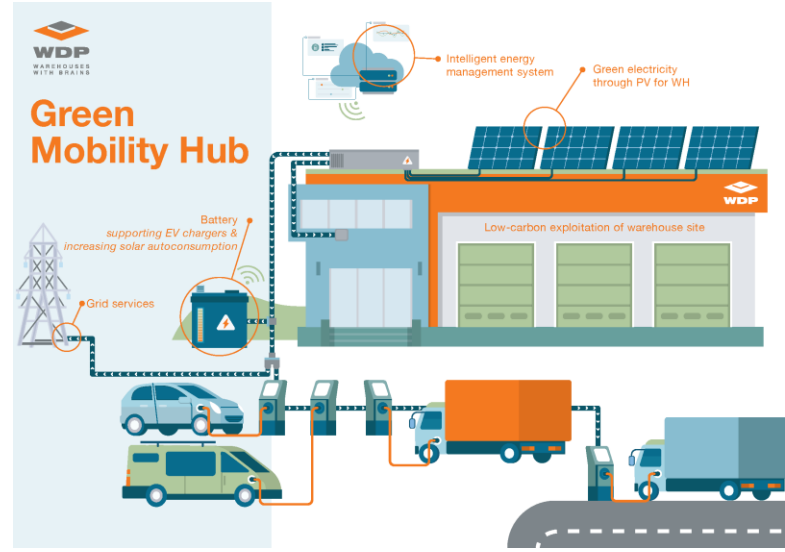 WDP
WAREHOUSES
WITH BRAINS
Green
Mobility Hub
Intelligent energy
management system
Green electricity
through PV for WH
WDP
Battery
supporting EV chargers &
increasing solar autoconsumption
Low-carbon exploitation of warehouse site
Grid services